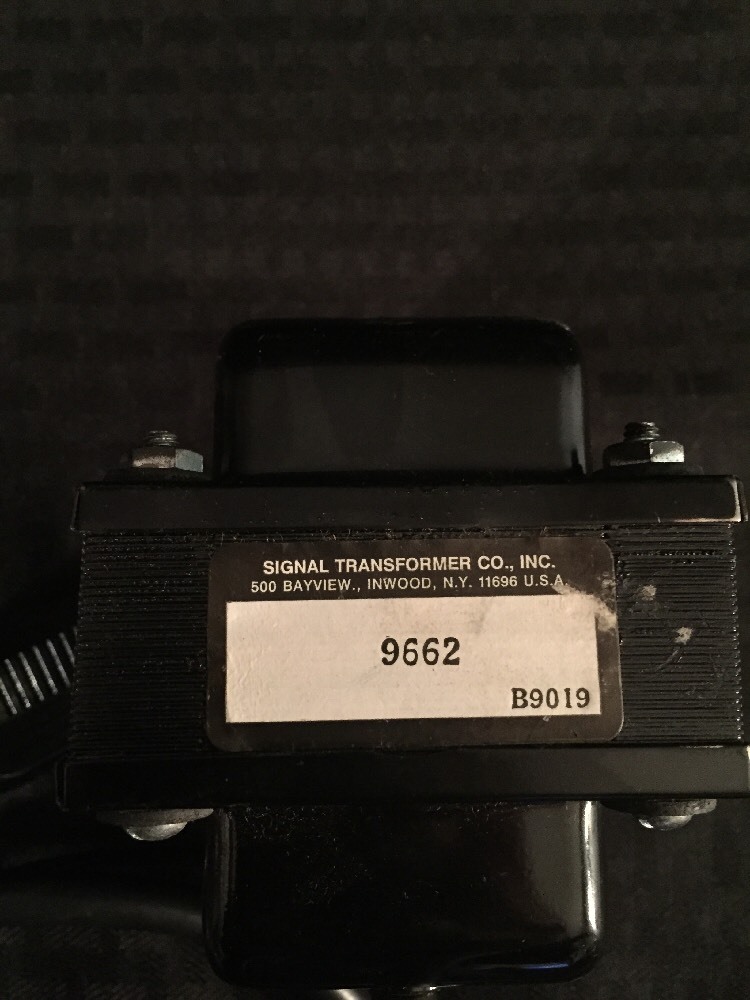 SIGNAL TRANSFORMER CO., INC.
500 BAYVIEW., INWOOD, N.Y. 11696 U.S.A.
9662
B9019